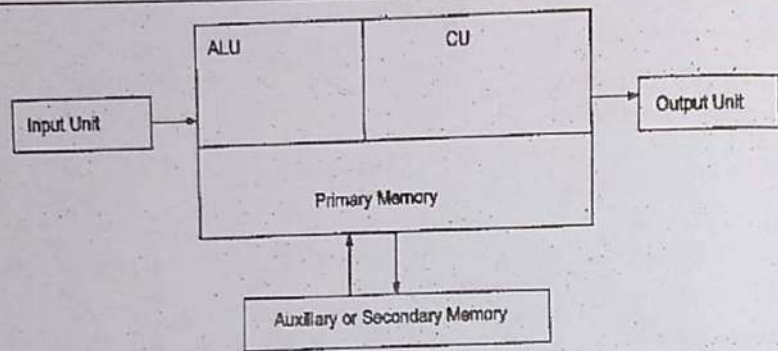 ALU
CU
Input Unit
Output Unit
Primary Memory
Auxiliary or Secondary Memory